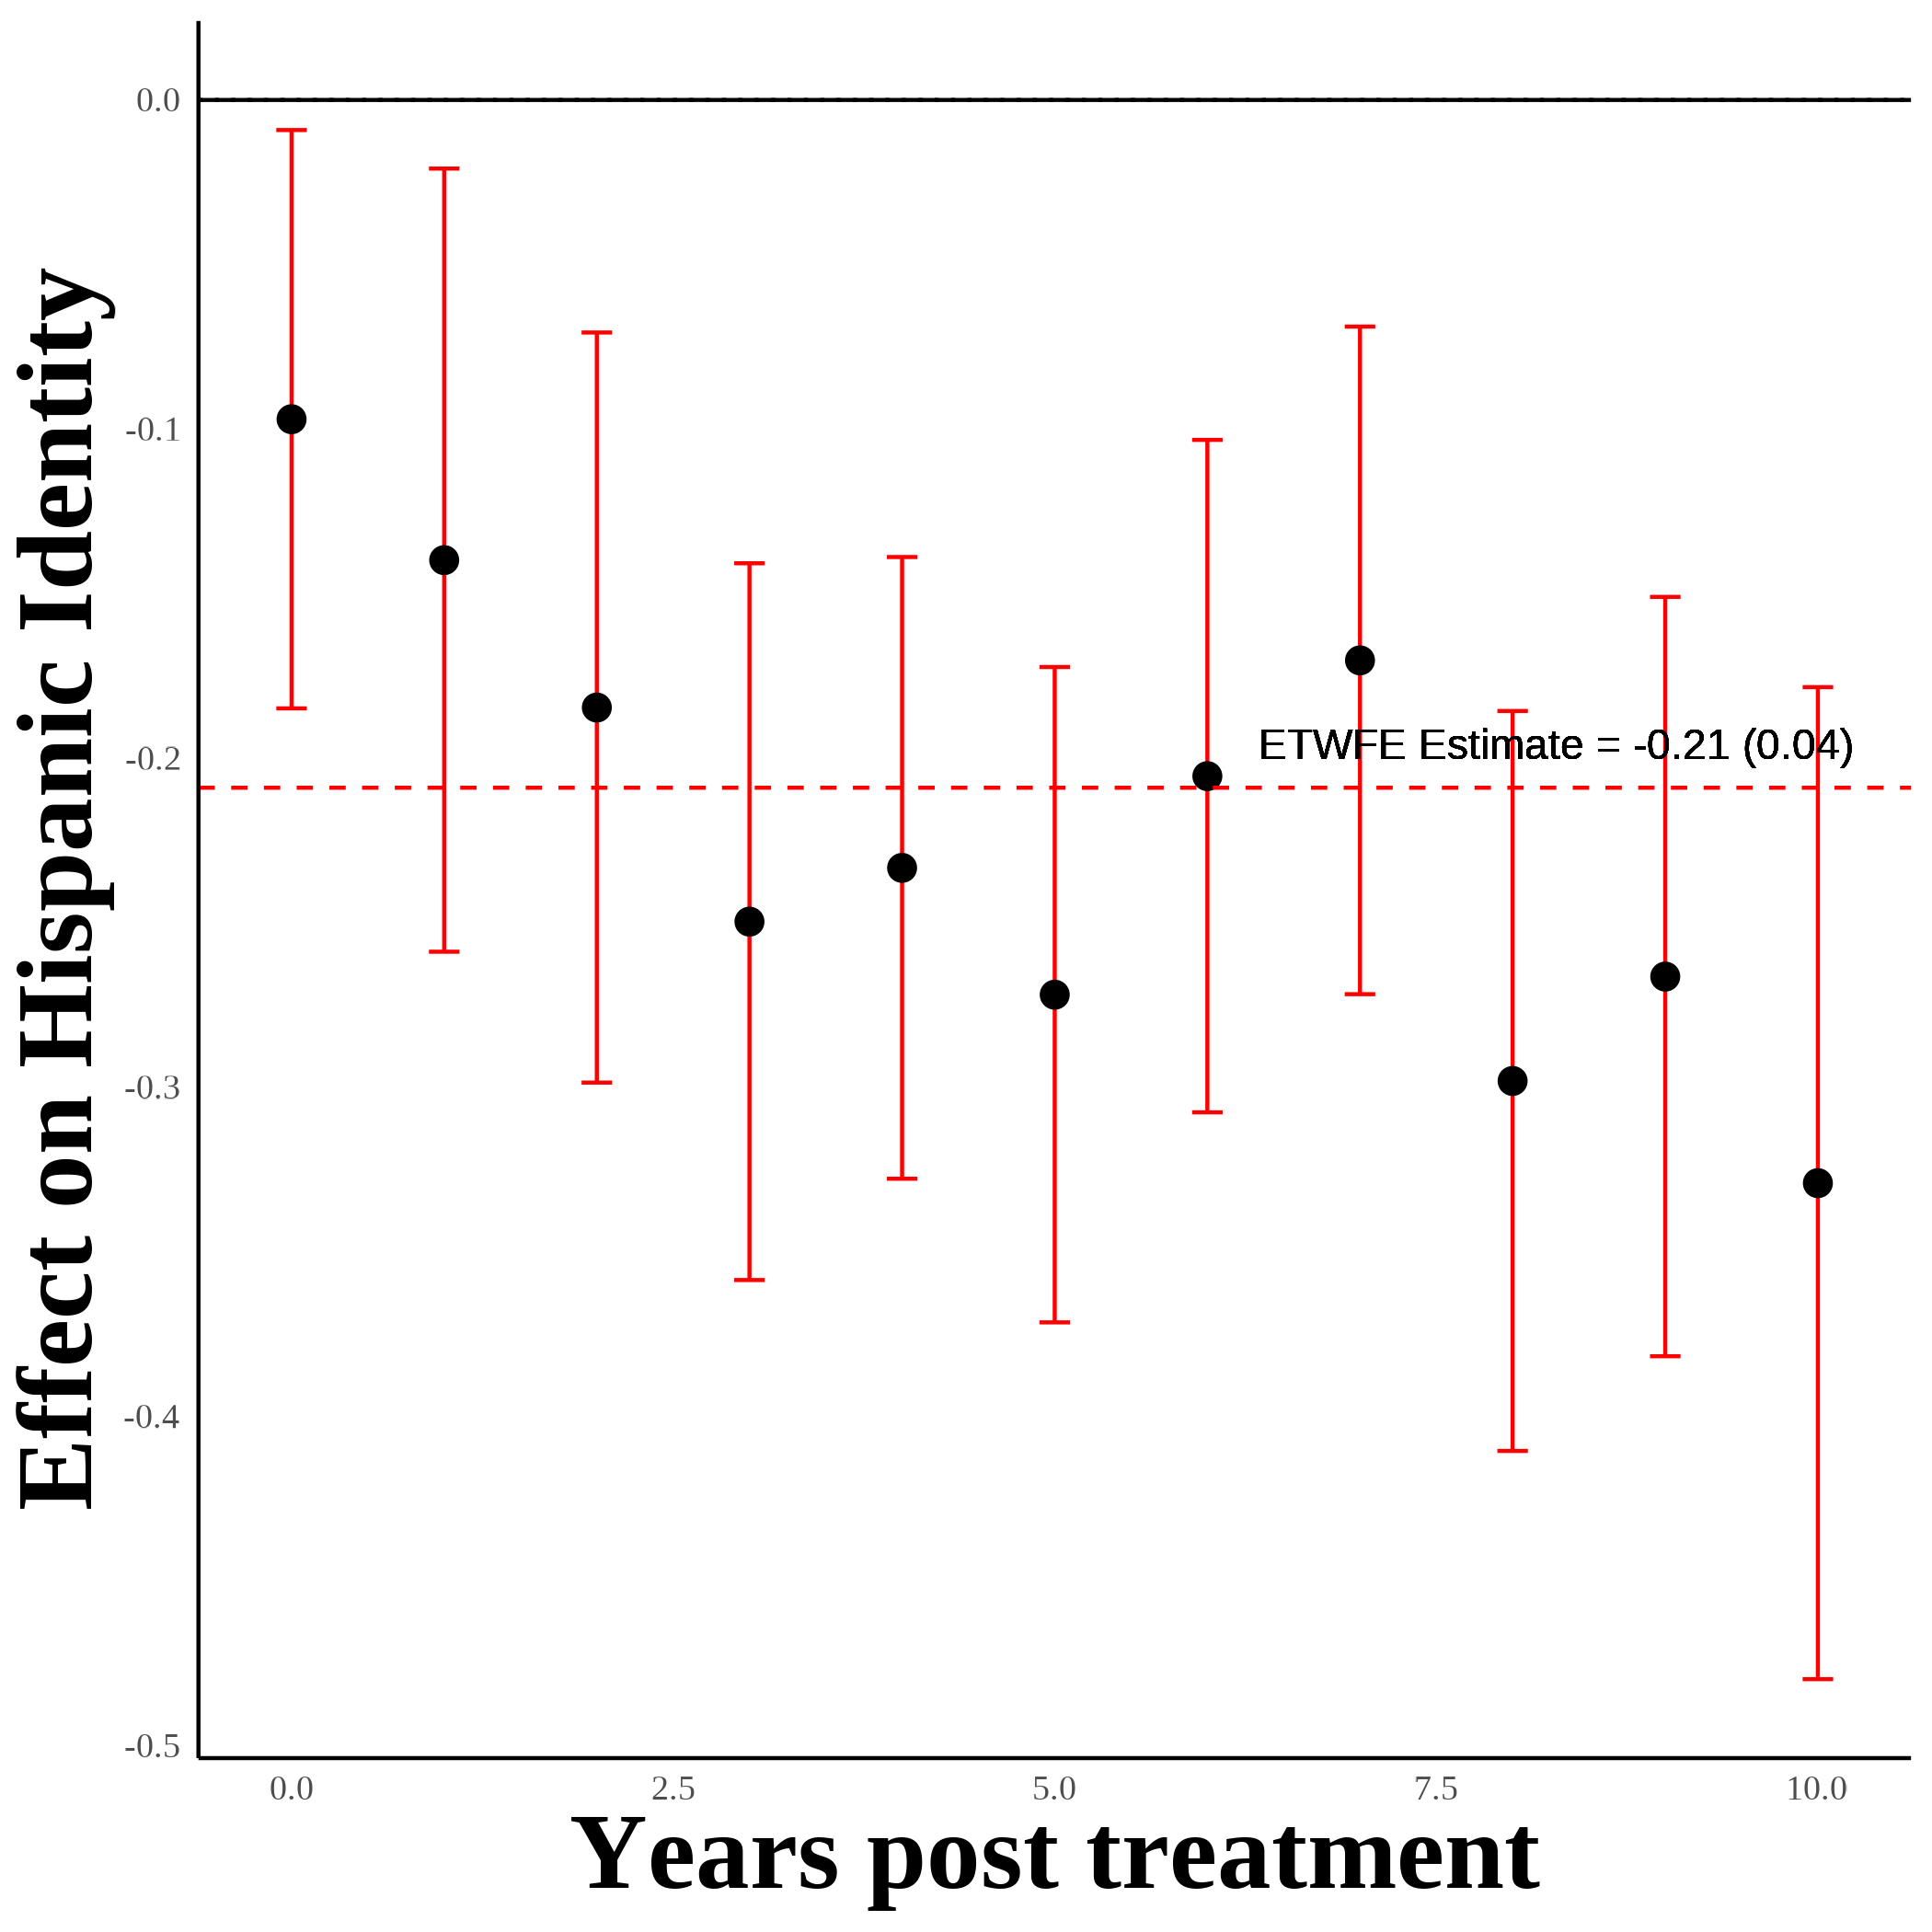 Effect on Hispanic Identity
0.0
-0.1
-0.2
-0.3
-0.4
-0.5
ETWFE Estimate = -0.21 (0.04)
0.0 2.5 5.0 7.5 10.0
Years post treatment